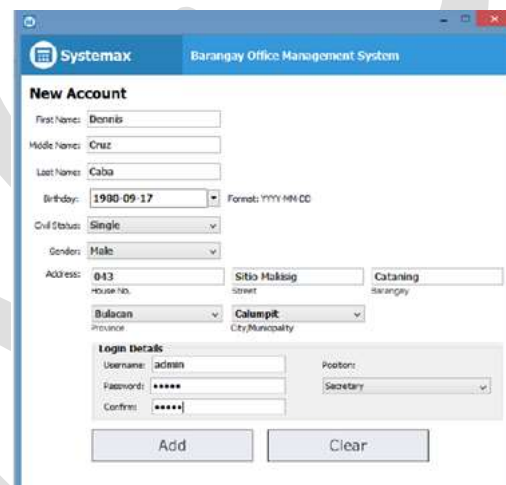 Systemax Barangay Office Management System
New Account
First Name: Dennis
Middle Name: Cruz
Last Name: Caba
Birthday: 1980-09-17 Format: YYYY-MM-DD
Civil Status: Single
Gender: Male
Address: 043 Sitio Makisig Cataning
House No. Street Barangay
Bulacan Calumpit
Province City/Municipality
Login Details
Username: admin Position:
Password: ●●●●● Secretary
Confirm: ●●●●●
Add Clear